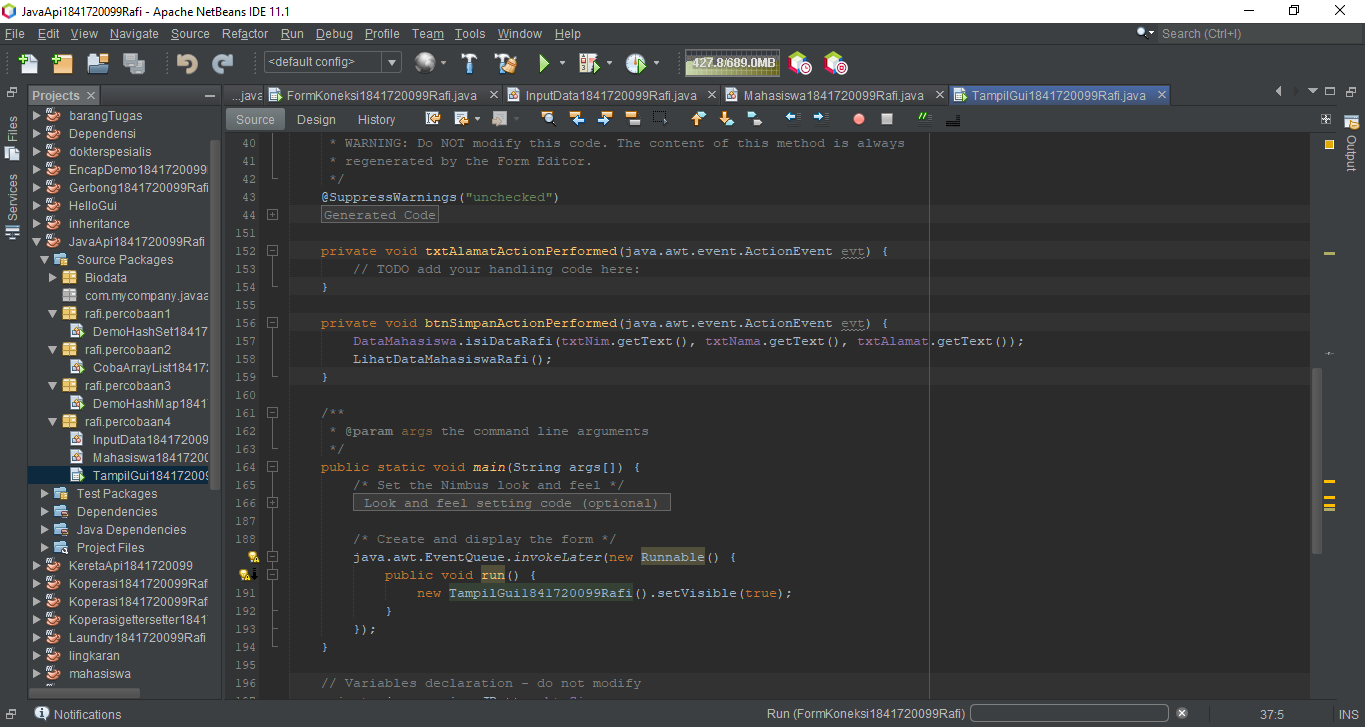 JavaApi1841720099Rafi - Apache NetBeans IDE 11.1
File Edit View Navigate Source Refactor Run Debug Profile Team Tools Window Help
Search (Ctrl+I)
<default config>
427.8/689.0MB
Projects
...java
FormKoneksi1841720099Rafi.java
InputData1841720099Rafi.java
Mahasiswa1841720099Rafi.java
TampilGui1841720099Rafi.java
Files
Services
Output
Source Design History
barangTugas
Dependensi
dokterspesialis
EncapDemo1841720099
Gerbong1841720099Rafi
HelloGui
inheritance
JavaApi1841720099Rafi
Source Packages
Biodata
com.mycompany.javaa
rafi.percobaan1
DemoHashSet18417
rafi.percobaan2
CobaArrayList18417
rafi.percobaan3
DemoHashMap1841
rafi.percobaan4
InputData184172009
Mahasiswa18417200
TampilGui184172009
Test Packages
Dependencies
Java Dependencies
Project Files
KeretaApi1841720099
Koperasi1841720099Raf
Koperasi1841720099Raf
Koperasigettersetter1841
Laundry1841720099Rafi
lingkaran
mahasiswa
40 * WARNING: Do NOT modify this code. The content of this method is always
41 * regenerated by the Form Editor.
42 */
43 @SuppressWarnings("unchecked")
44 Generated Code
151
152 private void txtAlamatActionPerformed(java.awt.event.ActionEvent evt) {
153 // TODO add your handling code here:
154 }
155
156 private void btnSimpanActionPerformed(java.awt.event.ActionEvent evt) {
157 DataMahasiswa.isiDataRafi(txtNim.getText(), txtNama.getText(), txtAlamat.getText());
158 LihatDataMahasiswaRafi();
159 }
160
161 /**
162 * @param args the command line arguments
163 */
164 public static void main(String args[]) {
165 /* Set the Nimbus look and feel */
166 Look and feel setting code (optional)
187
188 /* Create and display the form */
java.awt.EventQueue.invokeLater(new Runnable() {
public void run() {
191 new TampilGui1841720099Rafi().setVisible(true);
192 }
193 });
194 }
195
196 // Variables declaration - do not modify
Notifications
Run (FormKoneksi1841720099Rafi)
37:5
INS